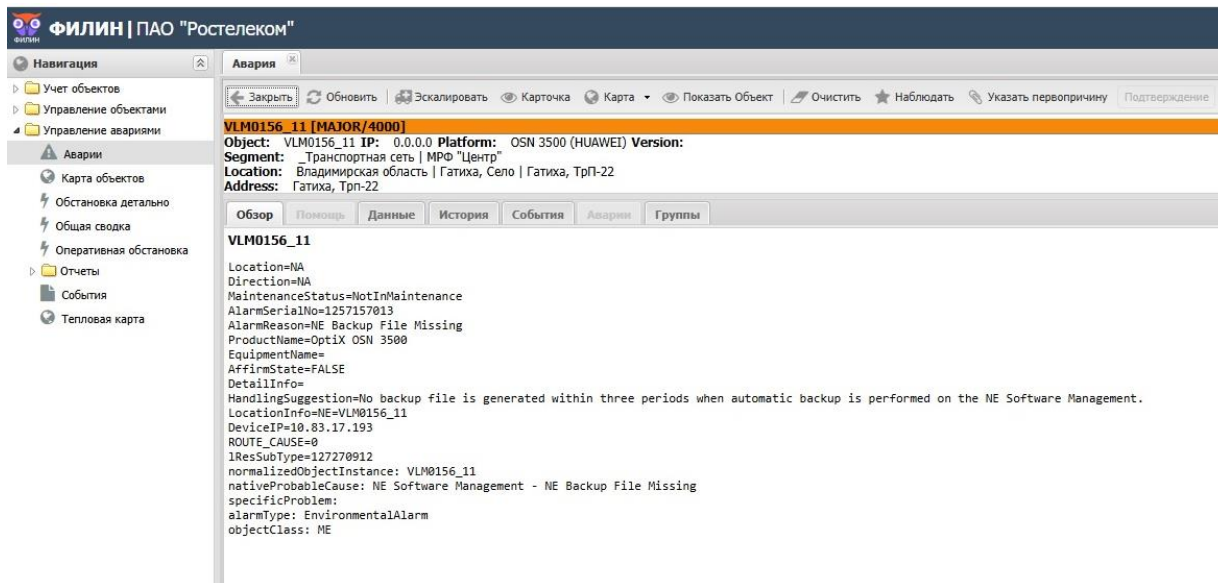 ФИЛИН
ФИЛИН | ПАО "Ростелеком"
Навигация
Учет объектов
Управление объектами
Управление авариями
Аварии
Карта объектов
Обстановка детально
Общая сводка
Оперативная обстановка
Отчеты
События
Тепловая карта
Авария
Закрыть Обновить Эскалировать Карточка Карта Показать Объект Очистить Наблюдать Указать первопричину Подтверждение
VLM0156_11 [MAJOR/4000]
Object: VLM0156_11 IP: 0.0.0.0 Platform: OSN 3500 (HUAWEI) Version:
Segment: _Транспортная сеть | МРФ "Центр"
Location: Владимирская область | Гатиха, Село | Гатиха, ТрП-22
Address: Гатиха, Трп-22
Обзор Помощь Данные История События Аварии Группы
VLM0156_11
Location=NA
Direction=NA
MaintenanceStatus=NotInMaintenance
AlarmSerialNo=1257157013
AlarmReason=NE Backup File Missing
ProductName=OptiX OSN 3500
EquipmentName=
AffirmState=FALSE
DetailInfo=
HandlingSuggestion=No backup file is generated within three periods when automatic backup is performed on the NE Software Management.
LocationInfo=NE=VLM0156_11
DeviceIP=10.83.17.193
ROUTE_CAUSE=0
lResSubType=127270912
normalizedObjectInstance: VLM0156_11
nativeProbableCause: NE Software Management - NE Backup File Missing
specificProblem:
alarmType: EnvironmentalAlarm
objectClass: ME